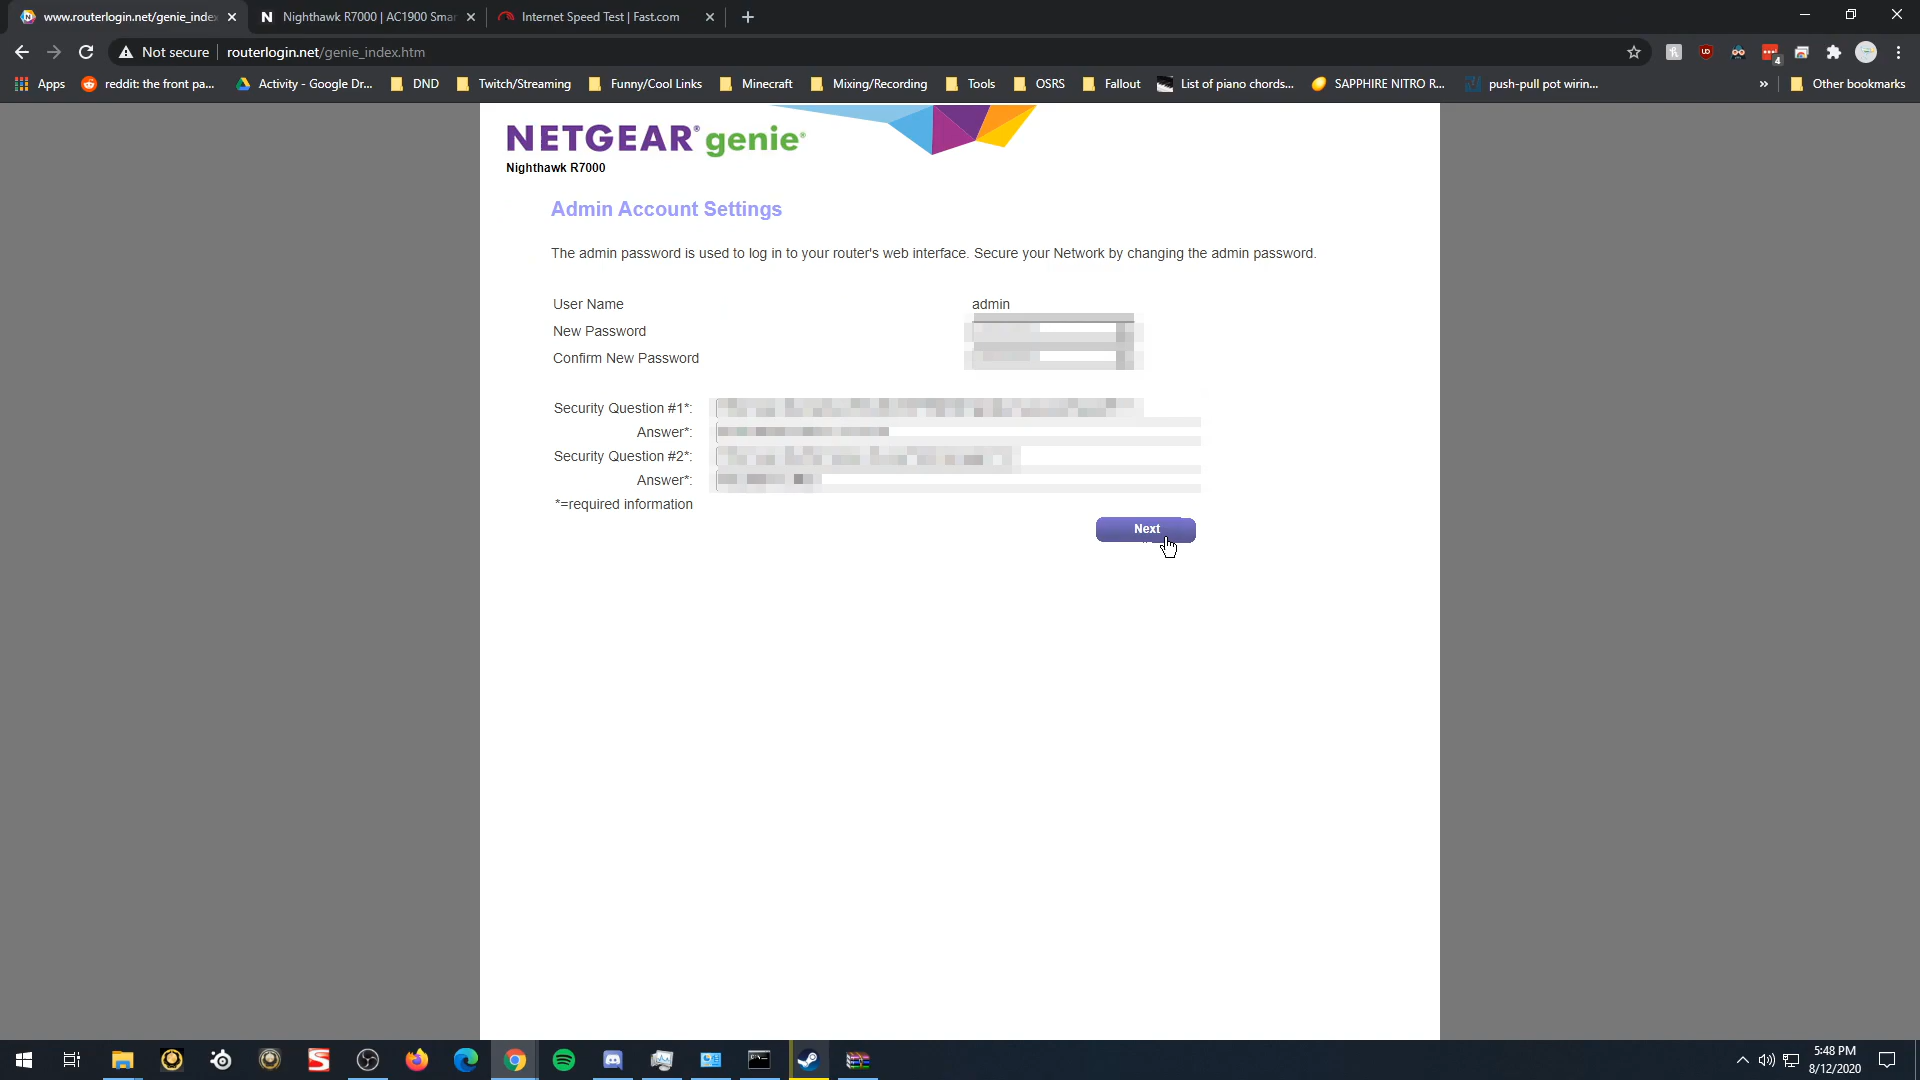 www.routerlogin.net/genie_inde
Nighthawk R7000 | AC1900 Smar
Internet Speed Test | Fast.com
Not secure
routerlogin.net/genie_index.htm
4
Apps
reddit: the front pa...
Activity - Google Dr...
DND
Twitch/Streaming
Funny/Cool Links
Minecraft
Mixing/Recording
Tools
OSRS
Fallout
List of piano chords...
SAPPHIRE NITRO R...
push-pull pot wirin...
»
Other bookmarks
NETGEAR® genie®
Nighthawk R7000
Admin Account Settings
The admin password is used to log in to your router's web interface. Secure your Network by changing the admin password.
User Name admin
New Password
Confirm New Password
Security Question #1*:
Answer*:
Security Question #2*:
Answer*:
*=required information
Next
5:48 PM
8/12/2020